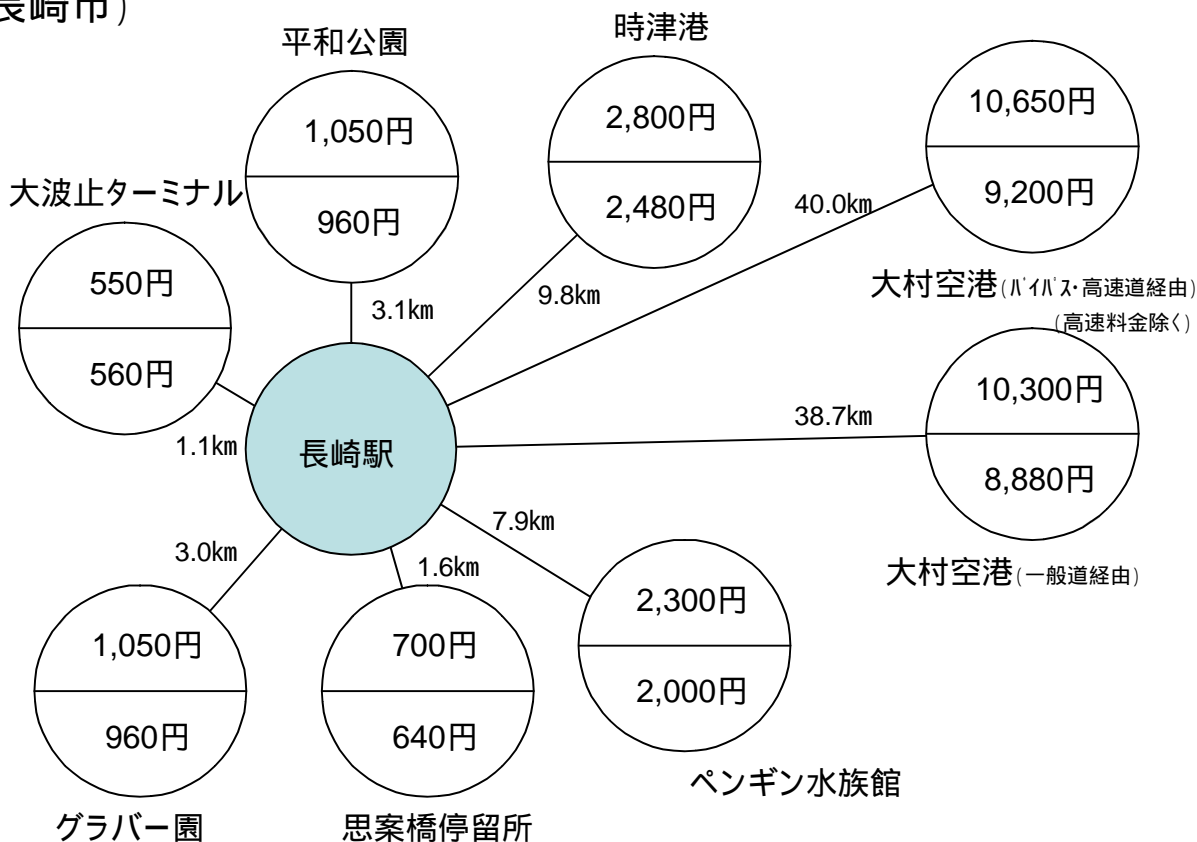 長崎市)
平和公園
1,050円
960円
3.1km
時津港
2,800円
2,480円
9.8km
10,650円
9,200円
40.0km
大村空港(バイパス・高速道経由)
(高速料金除く)
大波止ターミナル
550円
560円
1.1km
長崎駅
10,300円
8,880円
38.7km
大村空港(一般道経由)
3.0km
1,050円
960円
グラバー園
1.6km
700円
640円
思案橋停留所
7.9km
2,300円
2,000円
ペンギン水族館